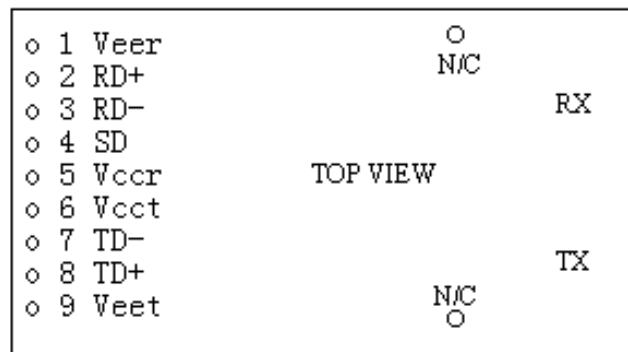 1 Veer
2 RD+
3 RD-
4 SD
5 Vccr
6 Vcct
7 TD-
8 TD+
9 Veet
N/C
RX
TOP VIEW
TX
N/C